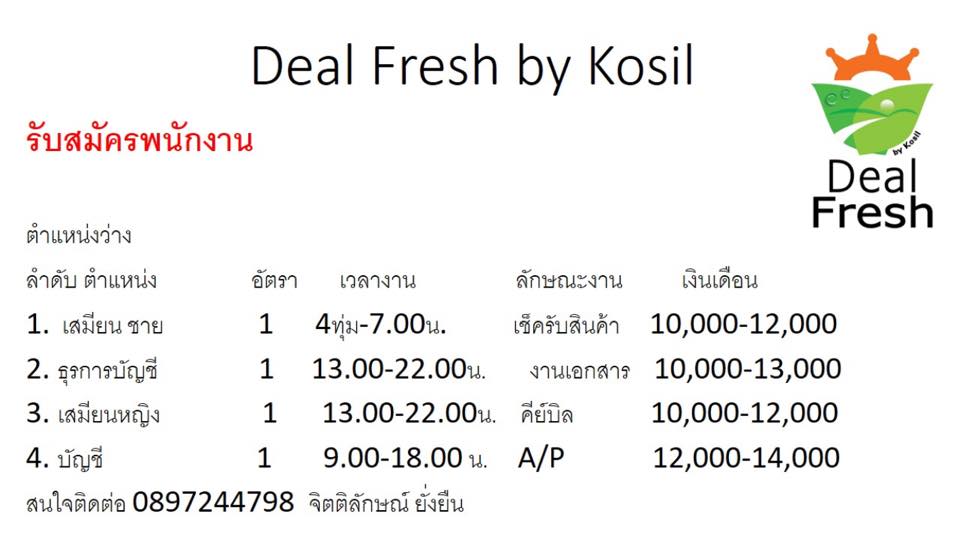 Deal Fresh by Kosil
by Kosil
Deal
Fresh
รับสมัครพนักงาน
ตำแหน่งว่าง
ลำดับ ตำแหน่ง อัตรา เวลางาน ลักษณะงาน เงินเดือน
1. เสมียน ชาย 1 4ทุ่ม-7.00น. เช็ครับสินค้า 10,000-12,000
2. ธุรการบัญชี 1 13.00-22.00น. งานเอกสาร 10,000-13,000
3. เสมียนหญิง 1 13.00-22.00น. คีย์บิล 10,000-12,000
4. บัญชี 1 9.00-18.00 น. A/P 12,000-14,000
สนใจติดต่อ 0897244798 จิตติลักษณ์ ยั่งยืน